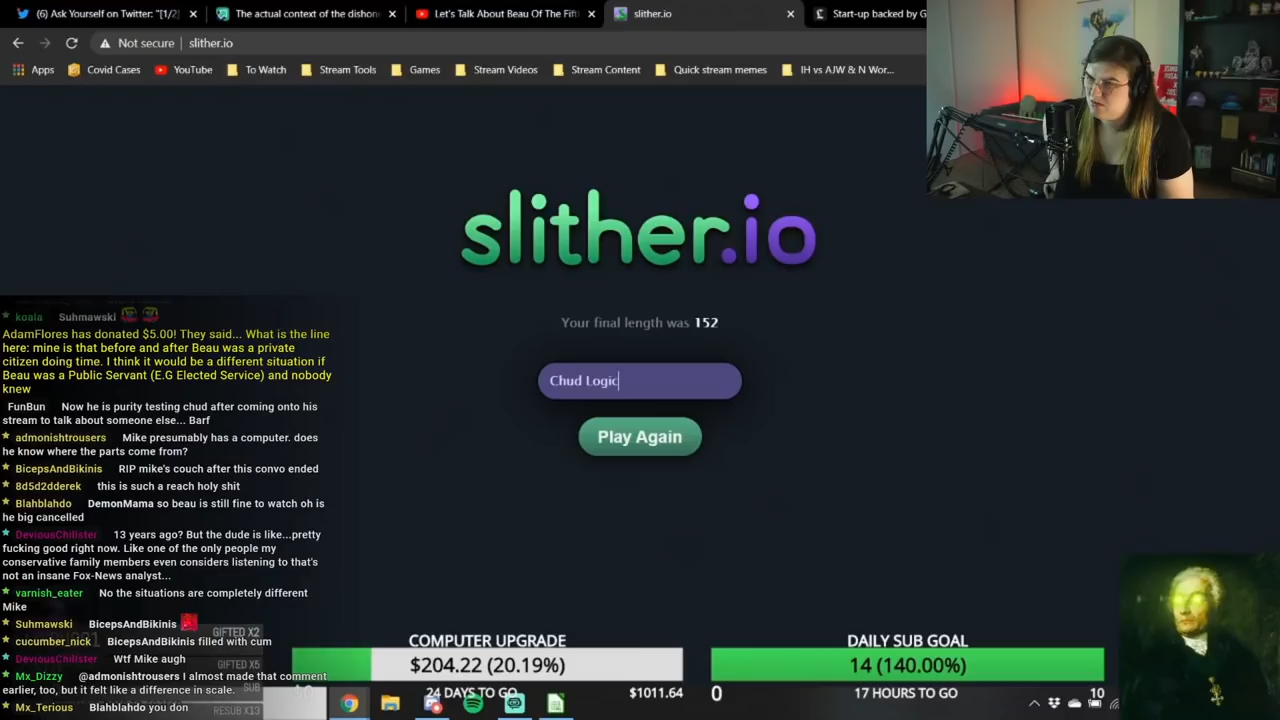 (6) Ask Yourself on Twitter: "[1/2]
The actual context of the dishone
Let's Talk About Beau Of The Fift
slither.io
Start-up backed by G
Not secure | slither.io
Apps Covid Cases YouTube To Watch Stream Tools Games Stream Videos Stream Content Quick stream memes IH vs AJW & N Wor...
slither.io
Your final length was 152
Chud Logic
Play Again
koala Suhmawski
AdamFlores has donated $5.00! They said... What is the line
here: mine is that before and after Beau was a private
citizen doing time. I think it would be a different situation if
Beau was a Public Servant (E.G Elected Service) and nobody
knew
FunBun Now he is purity testing chud after coming onto his
stream to talk about someone else... Barf
admonishtrousers Mike presumably has a computer. does
he know where the parts come from?
BicepsAndBikinis RIP mike's couch after this convo ended
8d5d2dderek this is such a reach holy shit
Blahblahdo DemonMama so beau is still fine to watch oh is
he big cancelled
DeviousChillster 13 years ago? But the dude is like...pretty
fucking good right now. Like one of the only people my
conservative family members even considers listening to that's
not an insane Fox-News analyst...
varnish_eater No the situations are completely different
Mike
Suhmawski BicepsAndBikinis
cucumber_nick BicepsAndBikinis filled with cum
DeviousChillster Wtf Mike augh
Mx_Dizzy @admonishtrousers I almost made that comment
earlier, too, but it felt like a difference in scale.
Mx_Terious Blahblahdo you don
GIFTED X2
GIFTED X5
SUB
RESUB X13
COMPUTER UPGRADE
$204.22 (20.19%)
24 DAYS TO GO
$1011.64
DAILY SUB GOAL
14 (140.00%)
0
17 HOURS TO GO
10